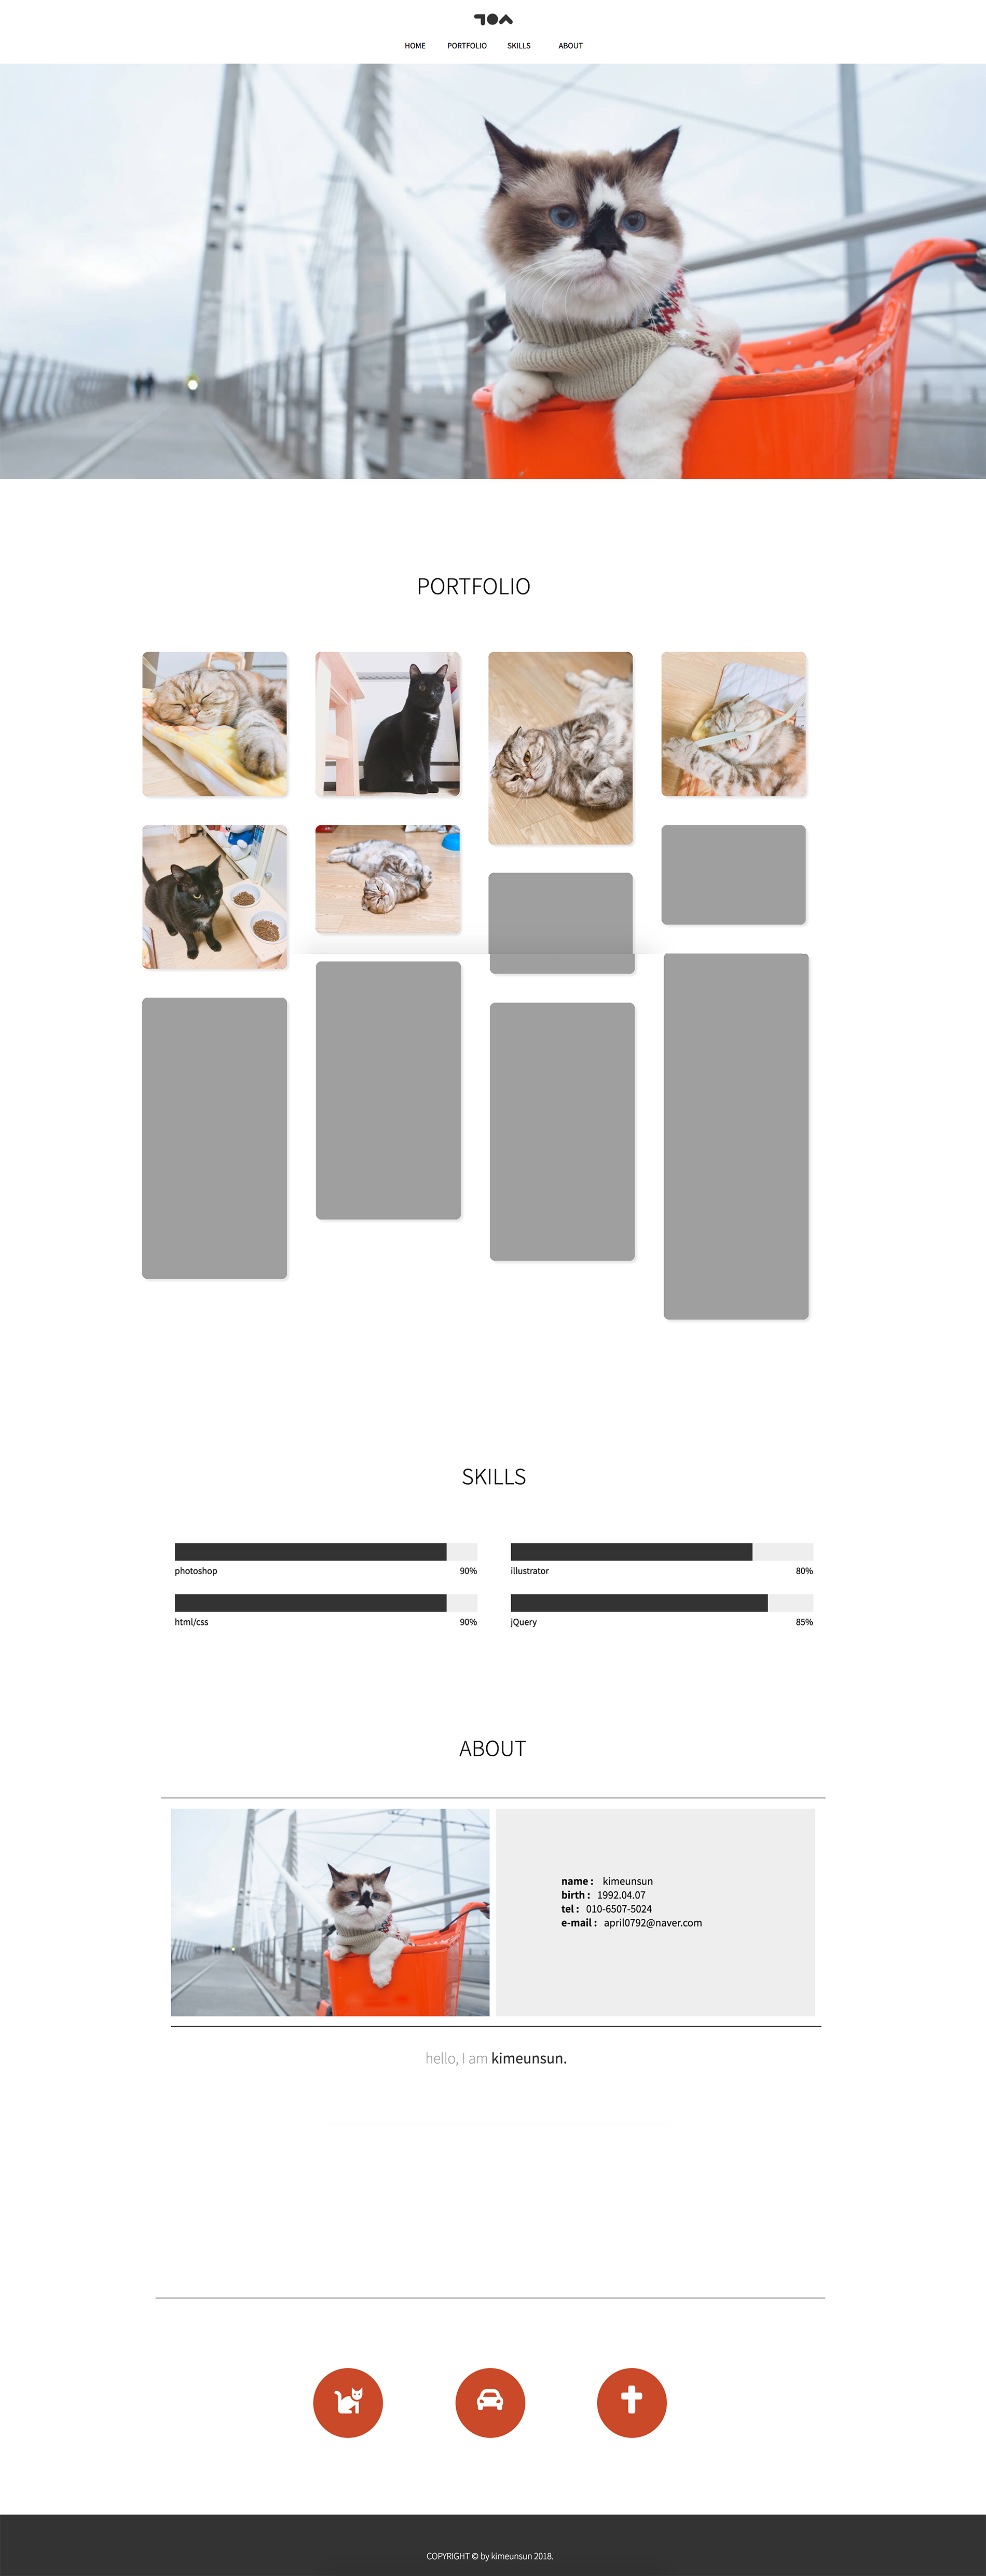 HOME PORTFOLIO SKILLS ABOUT
PORTFOLIO
SKILLS
photoshop 90%
illustrator 80%
html/css 90%
jQuery 85%
ABOUT
name : kimeunsun
birth : 1992.04.07
tel : 010-6507-5024
e-mail : april0792@naver.com
hello, I am kimeunsun.
COPYRIGHT © by kimeunsun 2018.